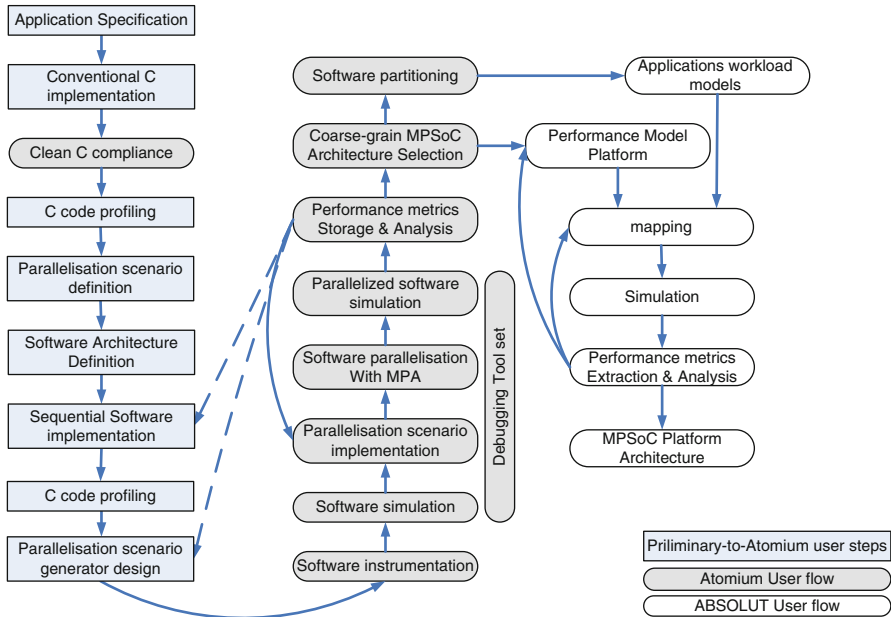 Application Specification
Conventional C
implementation
Clean C compliance
C code profiling
Parallelisation scenario
definition
Software Architecture
Definition
Sequential Software
implementation
C code profiling
Parallelisation scenario
generator design
Software partitioning
Coarse-grain MPSoC
Architecture Selection
Performance metrics
Storage & Analysis
Parallelized software
simulation
Software parallelisation
With MPA
Parallelisation scenario
implementation
Software simulation
Software instrumentation
Debugging Tool set
Applications workload
models
Performance Model
Platform
mapping
Simulation
Performance metrics
Extraction & Analysis
MPSoC Platform
Architecture
Priliminary-to-Atomium user steps
Atomium User flow
ABSOLUT User flow